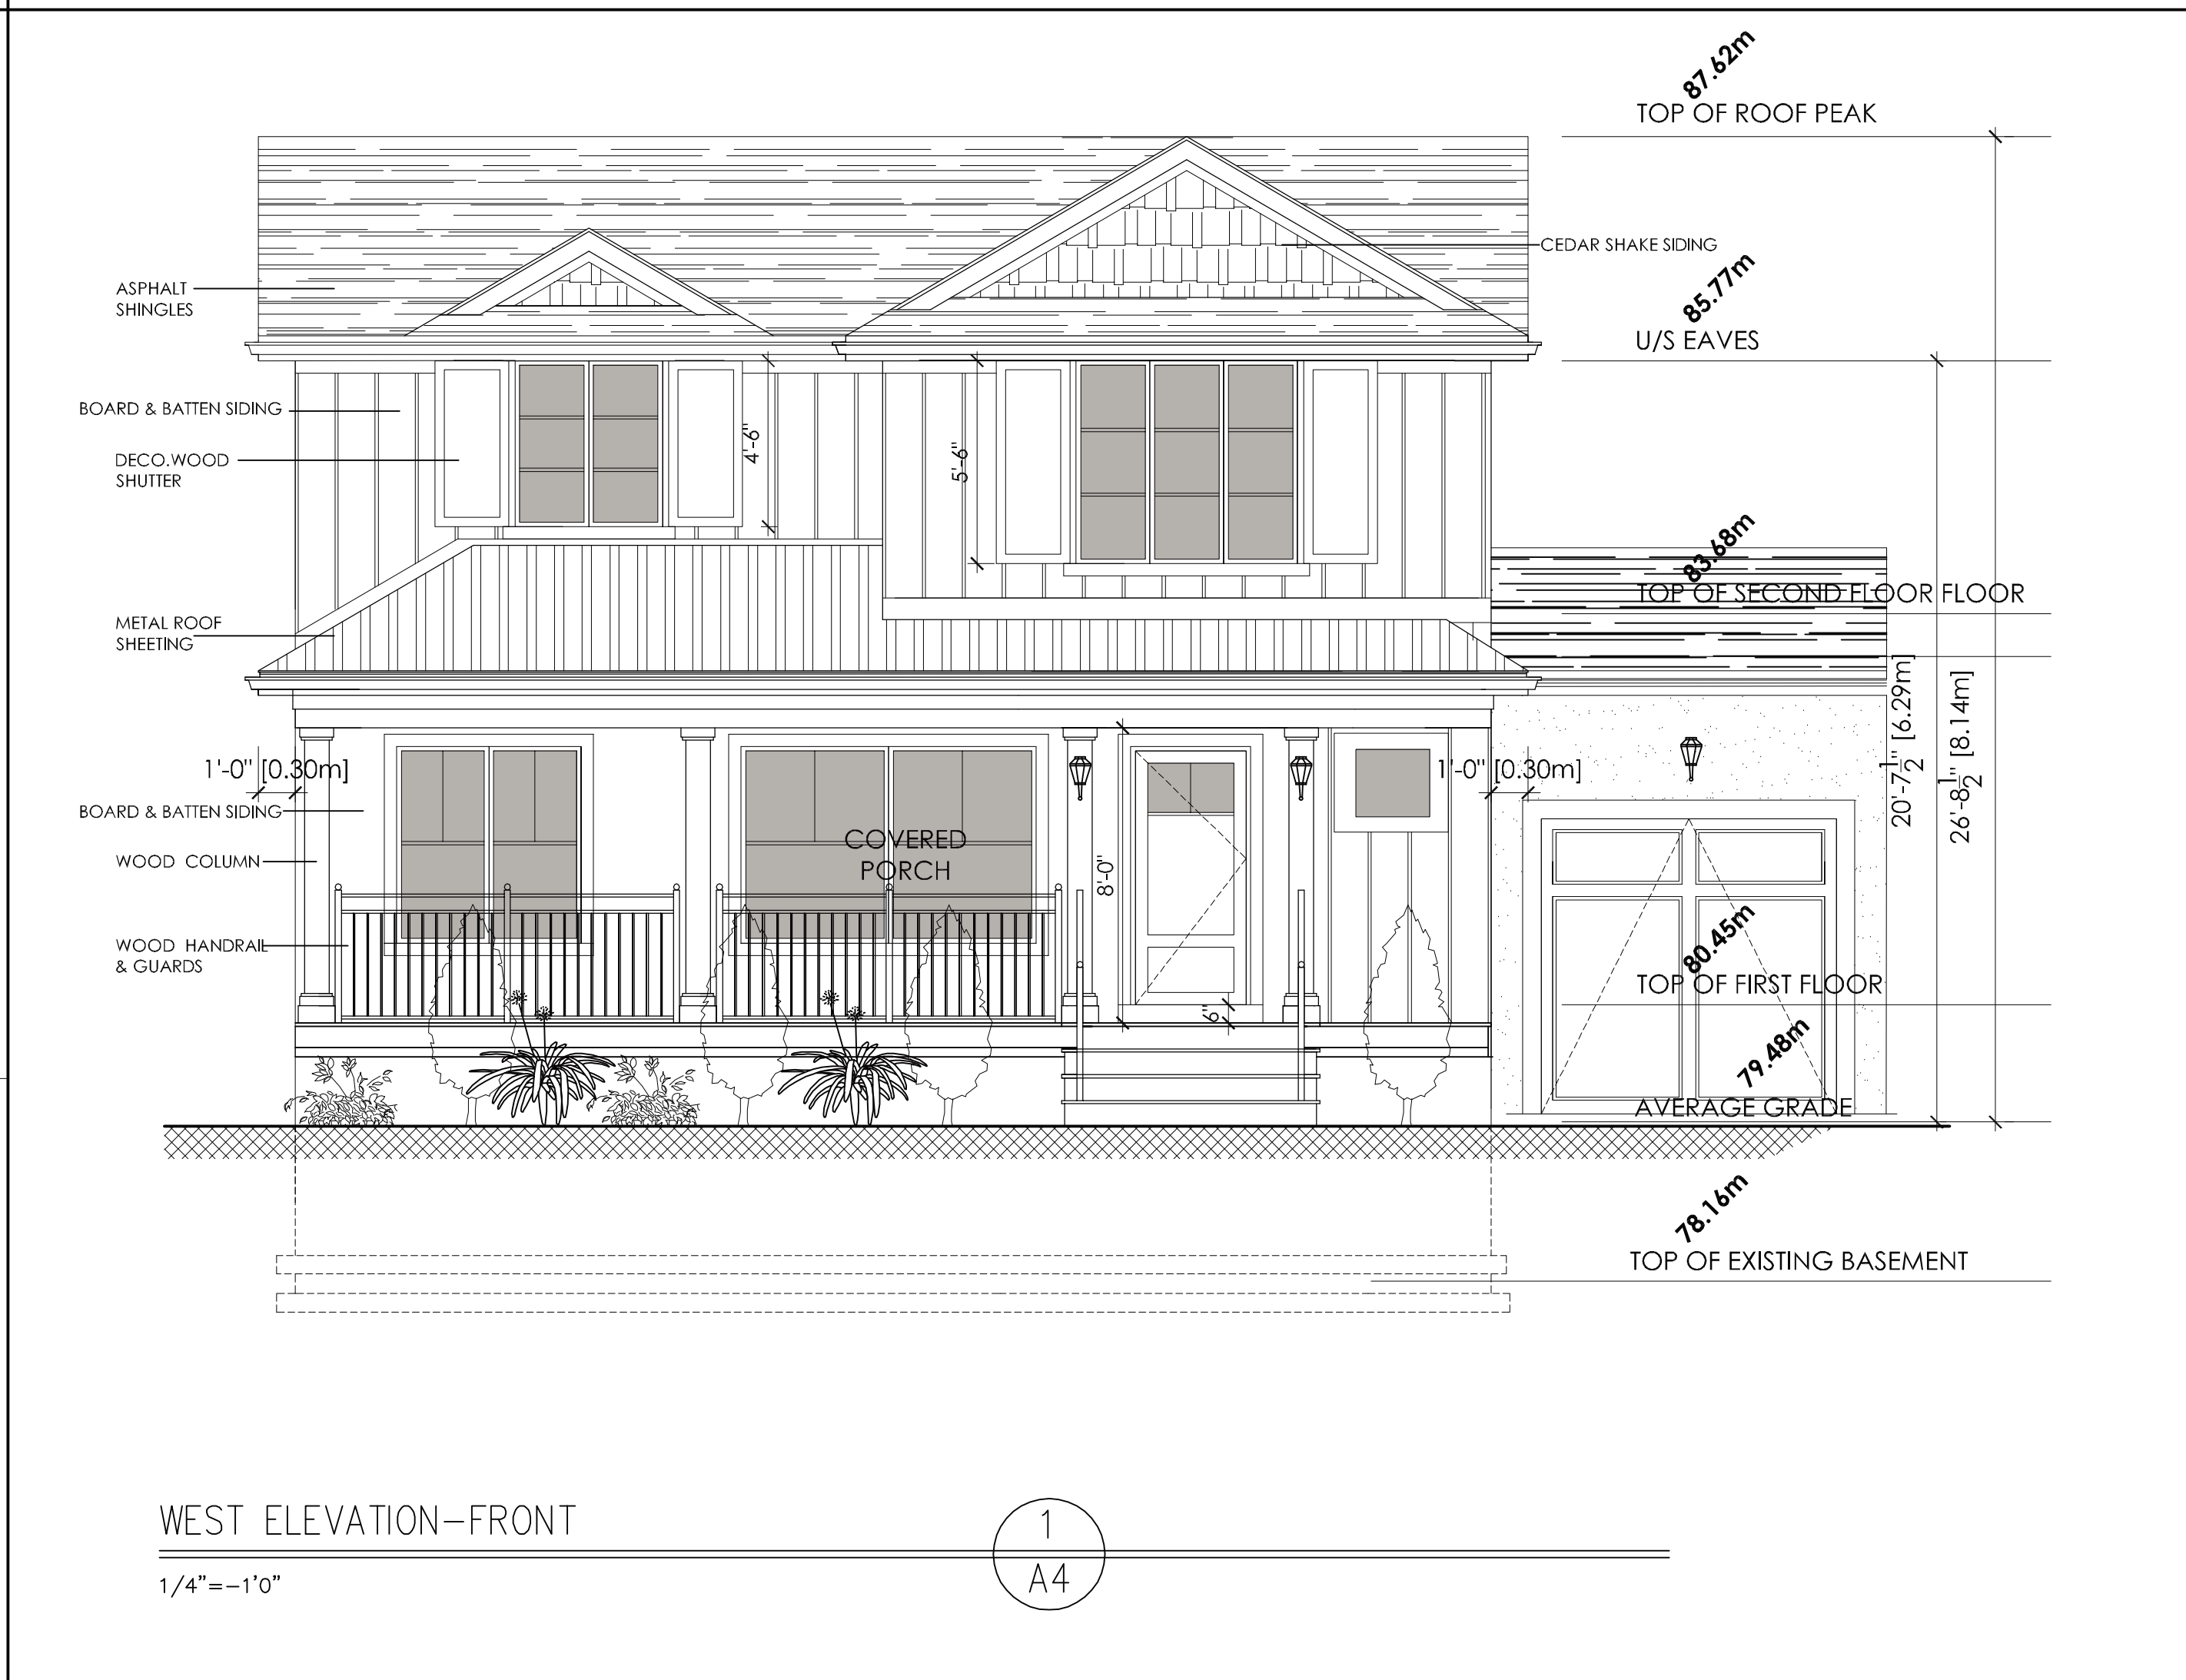 87.62m
TOP OF ROOF PEAK
CEDAR SHAKE SIDING
ASPHALT
SHINGLES
85.77m
U/S EAVES
BOARD & BATTEN SIDING
DECO.WOOD
SHUTTER
4'-6"
5'-6"
83.68m
TOP OF SECOND FLOOR FLOOR
METAL ROOF
SHEETING
20'-7 1/2" [6.29m]
26'-8 1/2" [8.14m]
1'-0" [0.30m]
1'-0" [0.30m]
BOARD & BATTEN SIDING
COVERED
PORCH
WOOD COLUMN
8'-0"
WOOD HANDRAIL
& GUARDS
80.45m
TOP OF FIRST FLOOR
6"
79.48m
AVERAGE GRADE
78.16m
TOP OF EXISTING BASEMENT
WEST ELEVATION-FRONT
1
A4
1/4"=-1'0"